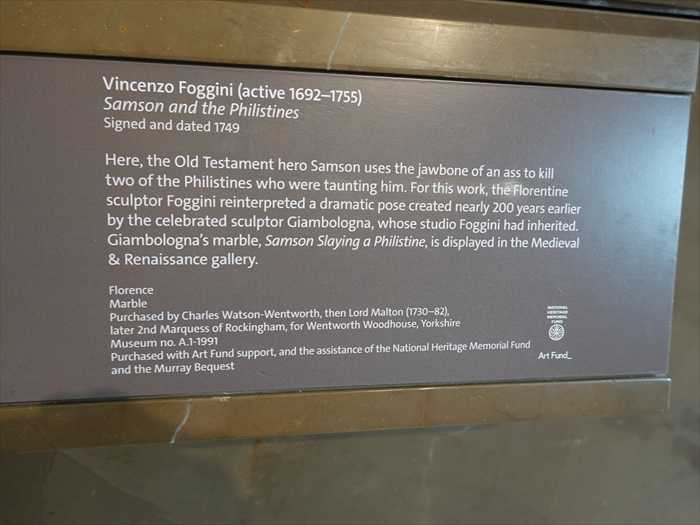 Vincenzo Foggini (active 1692–1755)
Samson and the Philistines
Signed and dated 1749
Here, the Old Testament hero Samson uses the jawbone of an ass to kill
two of the Philistines who were taunting him. For this work, the Florentine
sculptor Foggini reinterpreted a dramatic pose created nearly 200 years earlier
by the celebrated sculptor Giambologna, whose studio Foggini had inherited.
Giambologna's marble, Samson Slaying a Philistine, is displayed in the Medieval
& Renaissance gallery.
Florence
Marble
Purchased by Charles Watson-Wentworth, then Lord Malton (1730–82),
later 2nd Marquess of Rockingham, for Wentworth Woodhouse, Yorkshire
Museum no. A.1-1991
Purchased with Art Fund support, and the assistance of the National Heritage Memorial Fund
and the Murray Bequest
NATIONAL
HERITAGE
MEMORIAL
FUND
Art Fund_